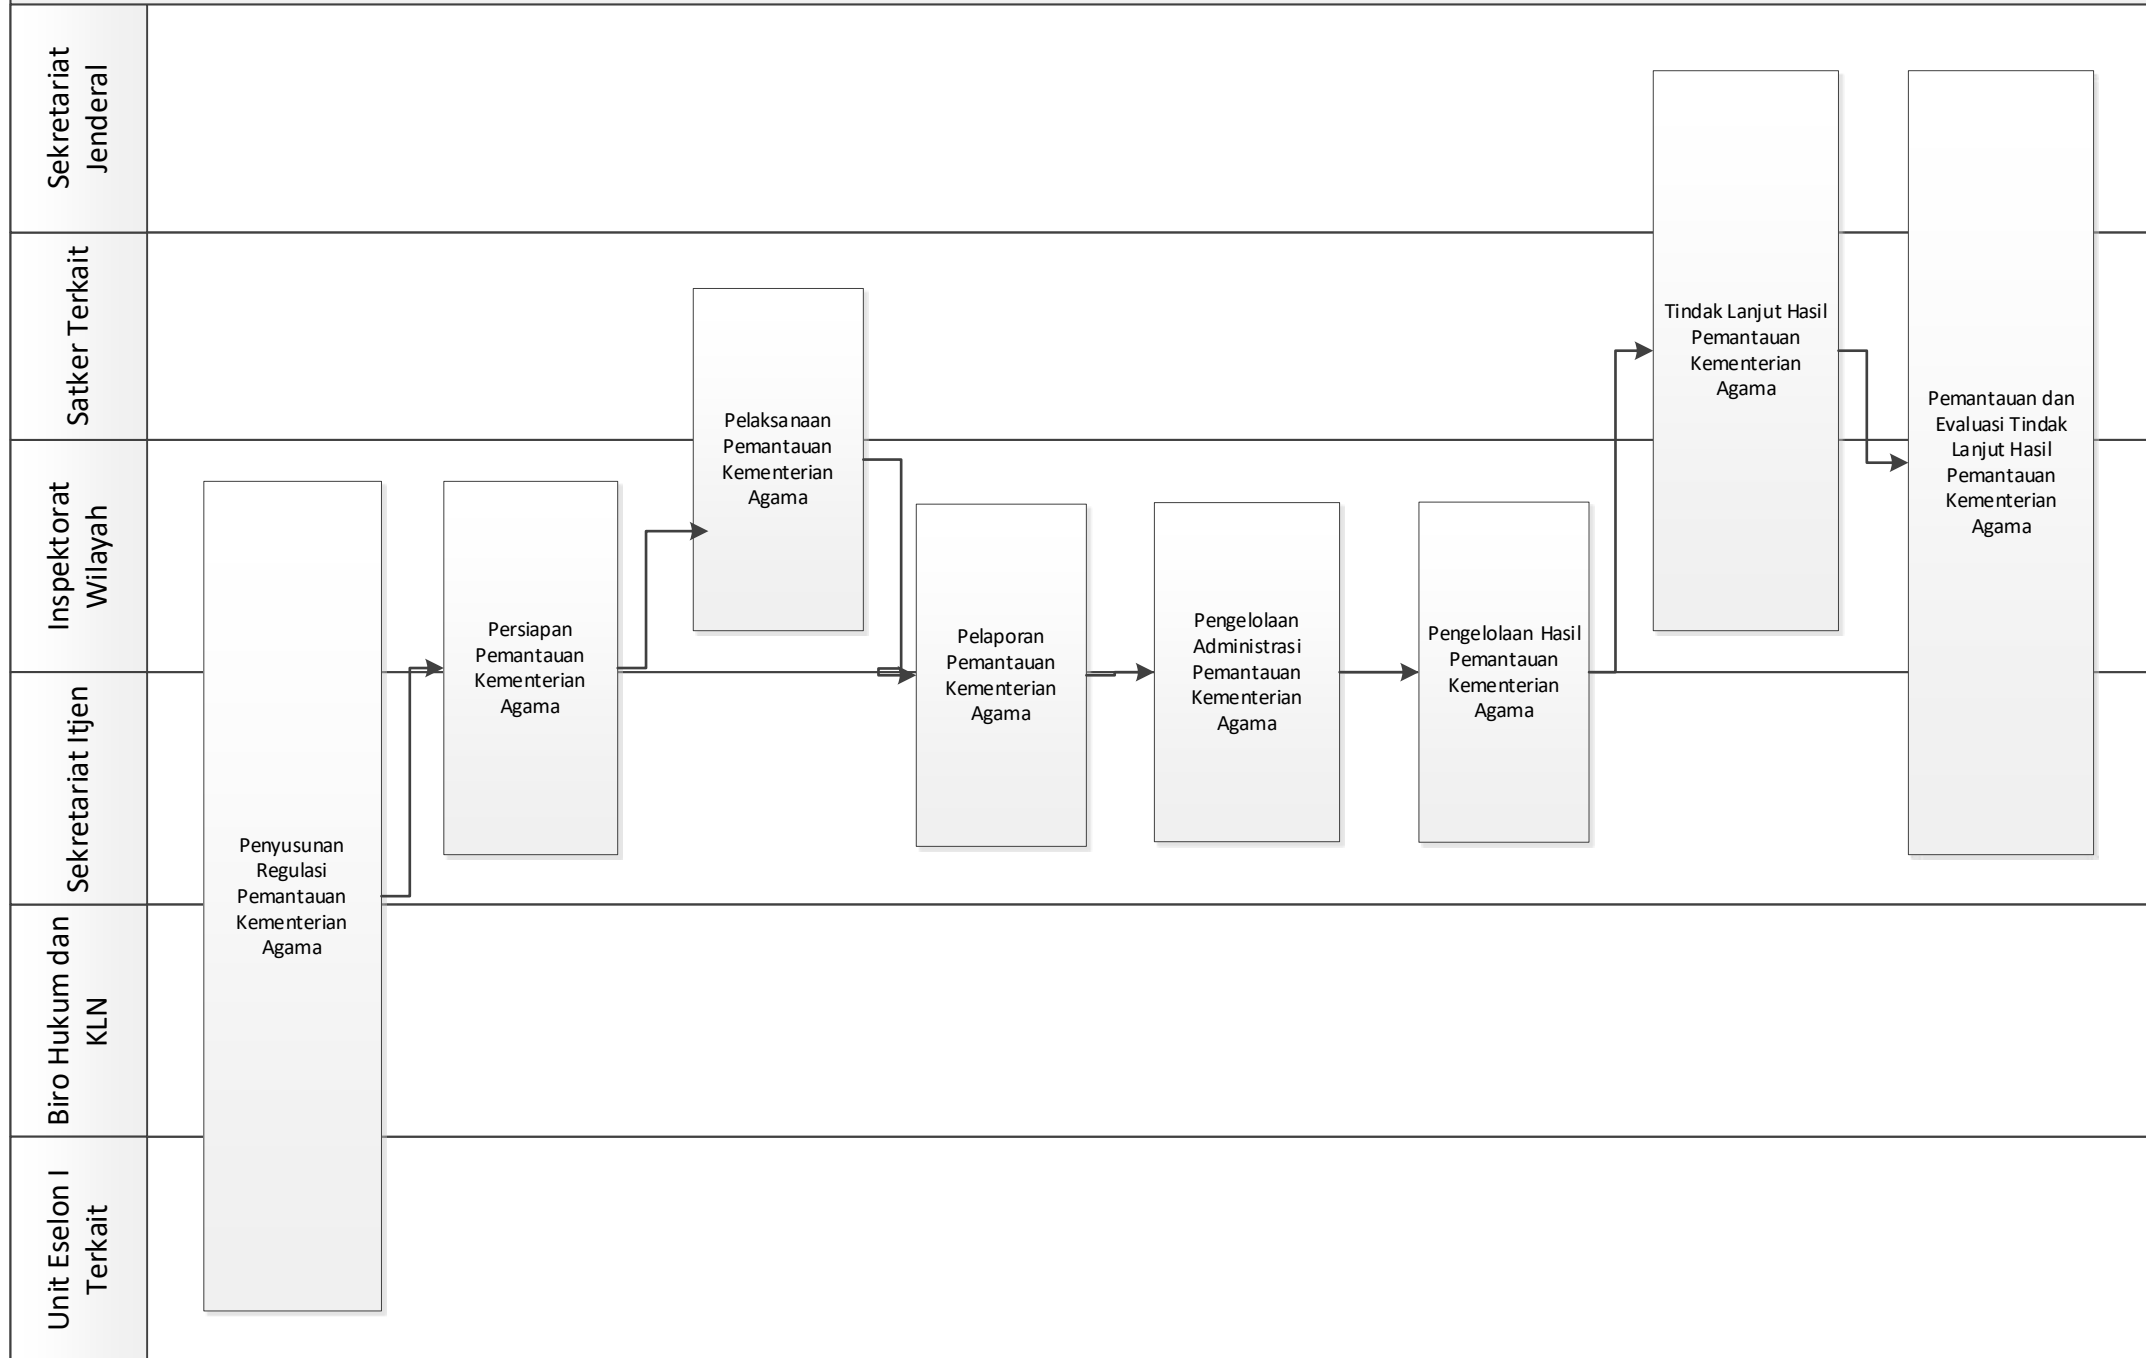 Sekretariat
Jenderal
Satker Terkait
Inspektorat
Wilayah
Sekretariat Itjen
Biro Hukum dan
KLN
Unit Eselon I
Terkait
Penyusunan
Regulasi
Pemantauan
Kementerian
Agama
Persiapan
Pemantauan
Kementerian
Agama
Pelaksanaan
Pemantauan
Kementerian
Agama
Pelaporan
Pemantauan
Kementerian
Agama
Pengelolaan
Administrasi
Pemantauan
Kementerian
Agama
Pengelolaan Hasil
Pemantauan
Kementerian
Agama
Tindak Lanjut Hasil
Pemantauan
Kementerian
Agama
Pemantauan dan
Evaluasi Tindak
Lanjut Hasil
Pemantauan
Kementerian
Agama